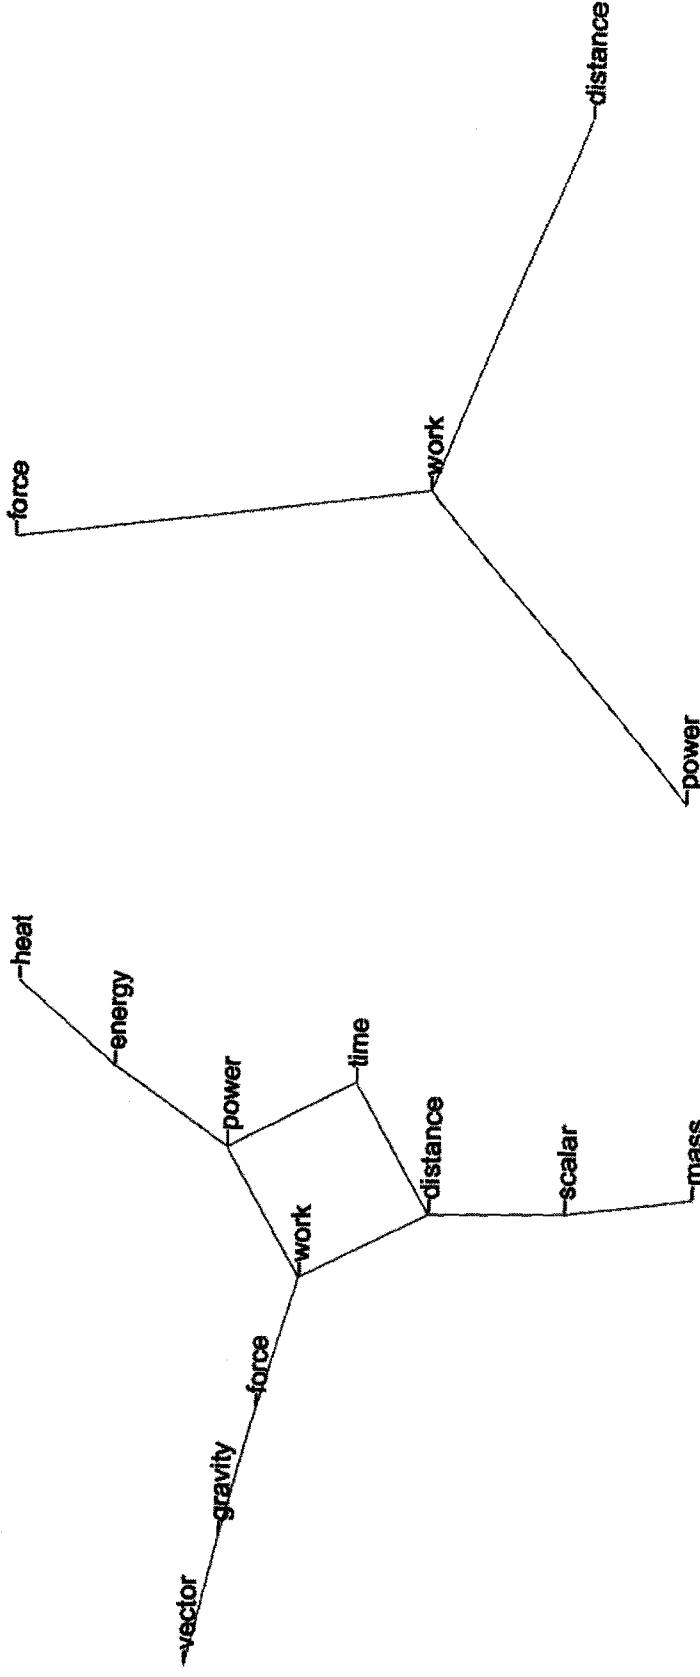 vector
gravity
force
work
power
energy
heat
time
distance
scalar
mass
force
work
power
distance